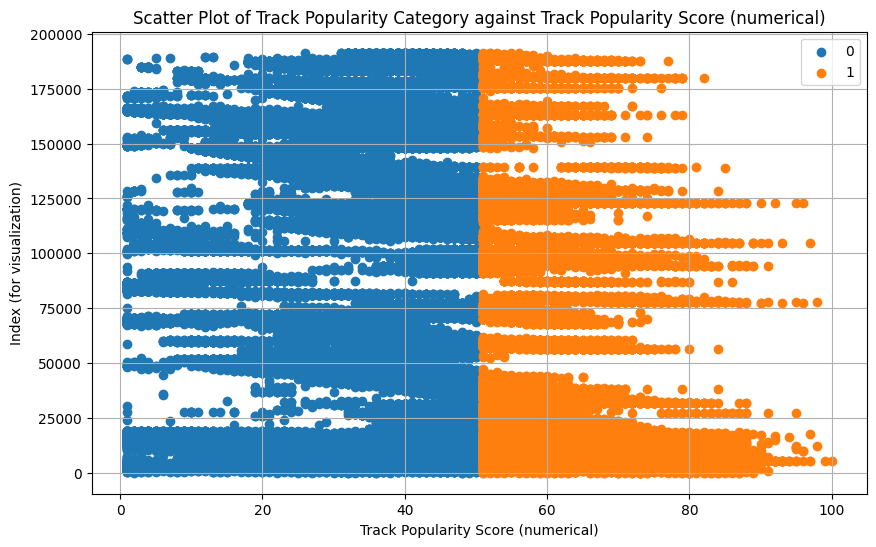 Scatter Plot of Track Popularity Category against Track Popularity Score (numerical)
200000
175000
150000
125000
100000
75000
50000
25000
0
Index (for visualization)
0
1
0 20 40 60 80 100
Track Popularity Score (numerical)